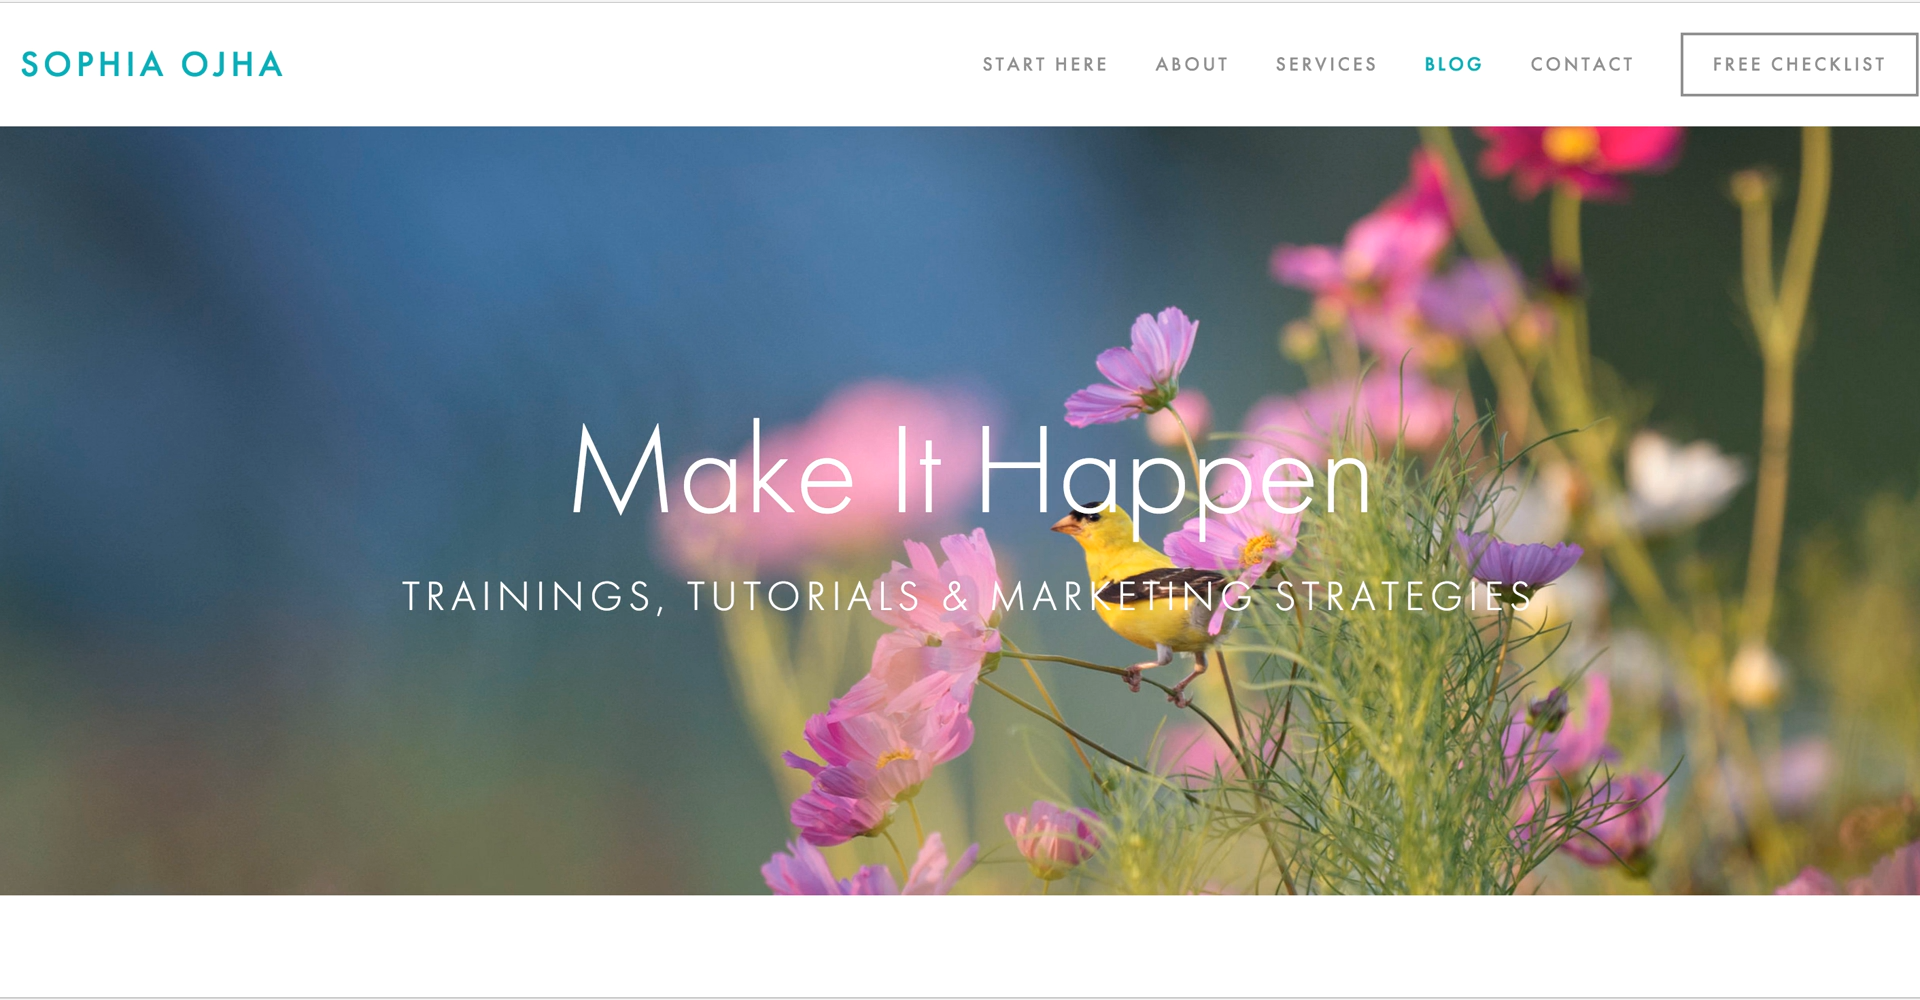 SOPHIA OJHA
START HERE ABOUT SERVICES BLOG CONTACT FREE CHECKLIST
Make It Happen
TRAININGS, TUTORIALS & MARKETING STRATEGIES